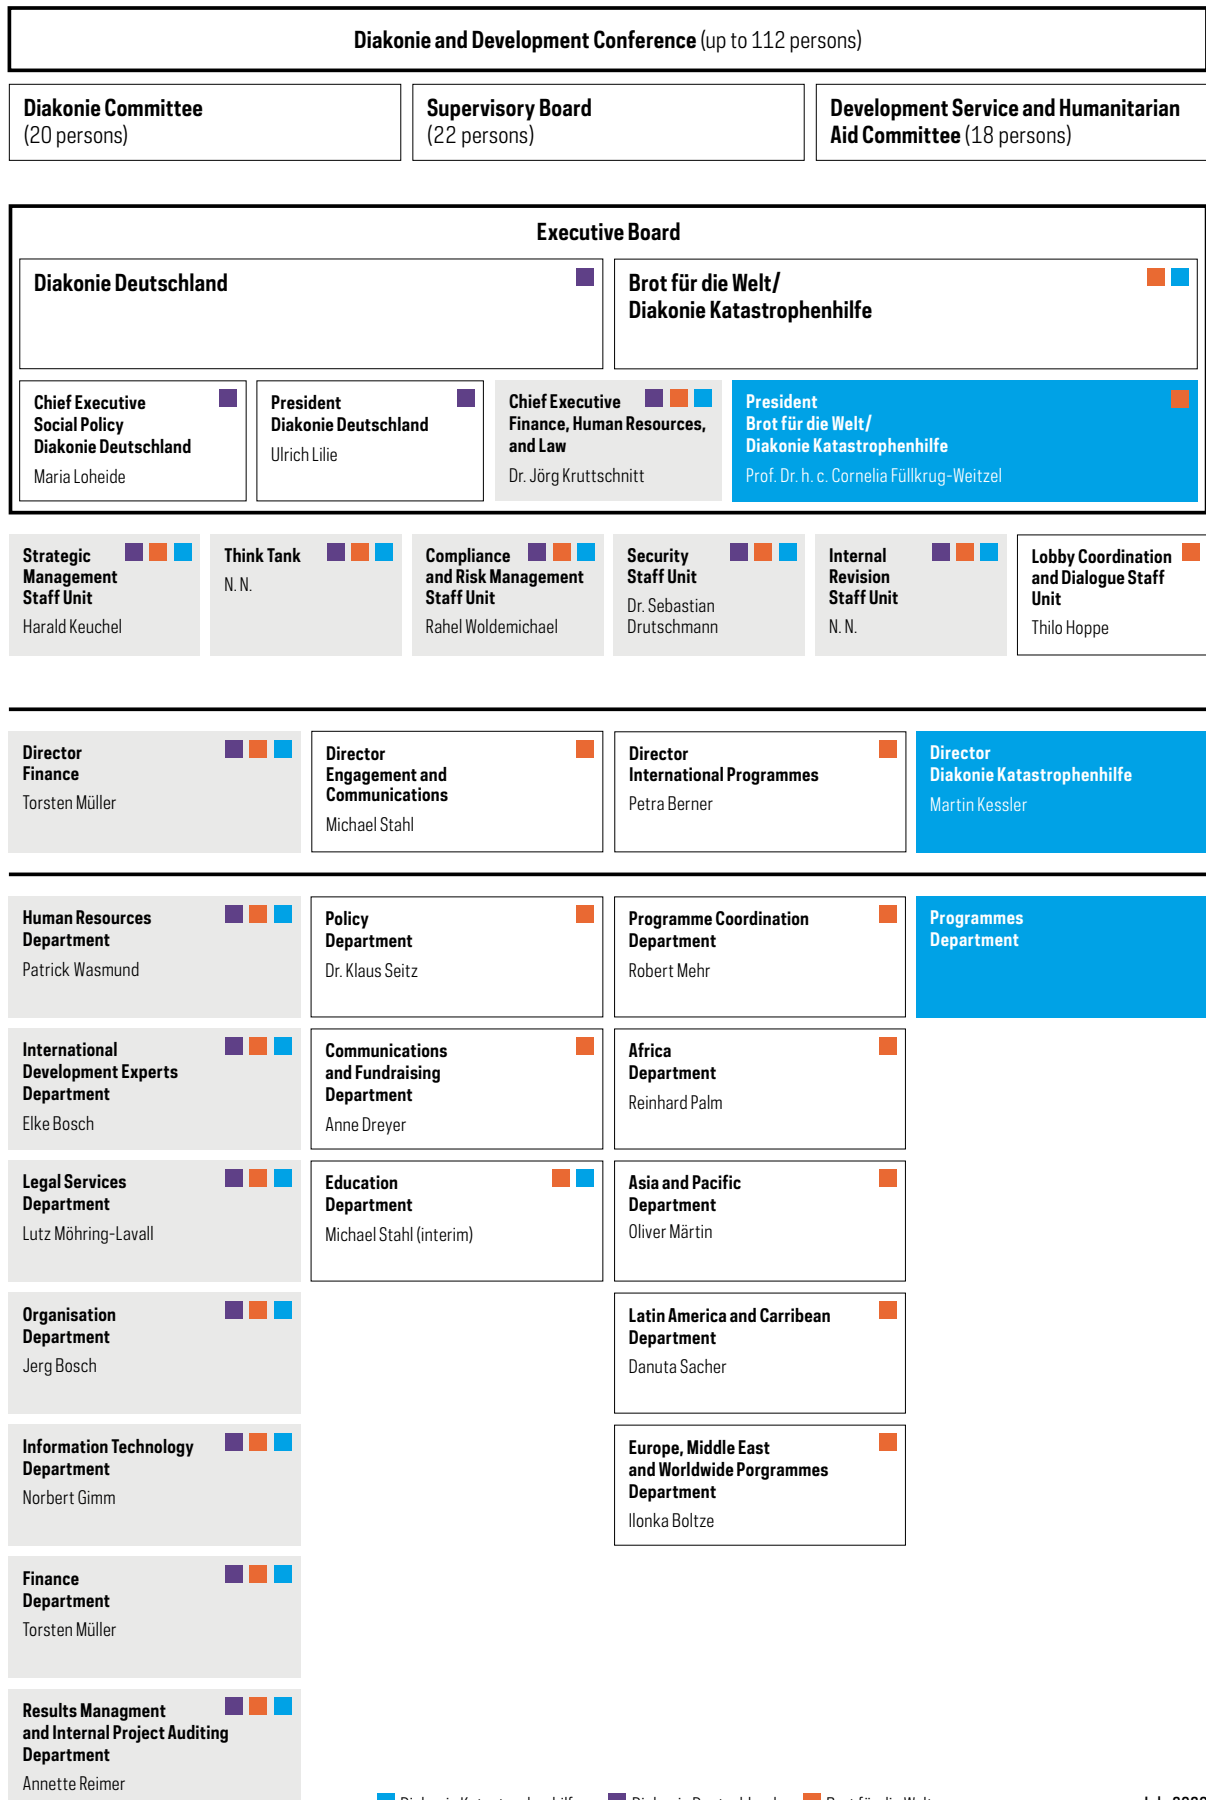 Diakonie and Development Conference (up to 112 persons)
Diakonie Committee
(20 persons)
Supervisory Board
(22 persons)
Development Service and Humanitarian
Aid Committee (18 persons)
Executive Board
Diakonie Deutschland
Brot für die Welt/
Diakonie Katastrophenhilfe
Chief Executive
Social Policy
Diakonie Deutschland
Maria Loheide
President
Diakonie Deutschland
Ulrich Lilie
Chief Executive
Finance, Human Resources,
and Law
Dr. Jörg Kruttschnitt
President
Brot für die Welt/
Diakonie Katastrophenhilfe
Prof. Dr. h. c. Cornelia Füllkrug-Weitzel
Strategic
Management
Staff Unit
Harald Keuchel
Think Tank
N. N.
Compliance
and Risk Management
Staff Unit
Rahel Woldemichael
Security
Staff Unit
Dr. Sebastian
Drutschmann
Internal
Revision
Staff Unit
N. N.
Lobby Coordination
and Dialogue Staff
Unit
Thilo Hoppe
Director
Finance
Torsten Müller
Director
Engagement and
Communications
Michael Stahl
Director
International Programmes
Petra Berner
Director
Diakonie Katastrophenhilfe
Martin Kessler
Human Resources
Department
Patrick Wasmund
Policy
Department
Dr. Klaus Seitz
Programme Coordination
Department
Robert Mehr
Programmes
Department
International
Development Experts
Department
Elke Bosch
Communications
and Fundraising
Department
Anne Dreyer
Africa
Department
Reinhard Palm
Legal Services
Department
Lutz Möhring-Lavall
Education
Department
Michael Stahl (interim)
Asia and Pacific
Department
Oliver Märtin
Organisation
Department
Jerg Bosch
Latin America and Carribean
Department
Danuta Sacher
Information Technology
Department
Norbert Gimm
Europe, Middle East
and Worldwide Porgrammes
Department
Ilonka Boltze
Finance
Department
Torsten Müller
Results Managment
and Internal Project Auditing
Department
Annette Reimer